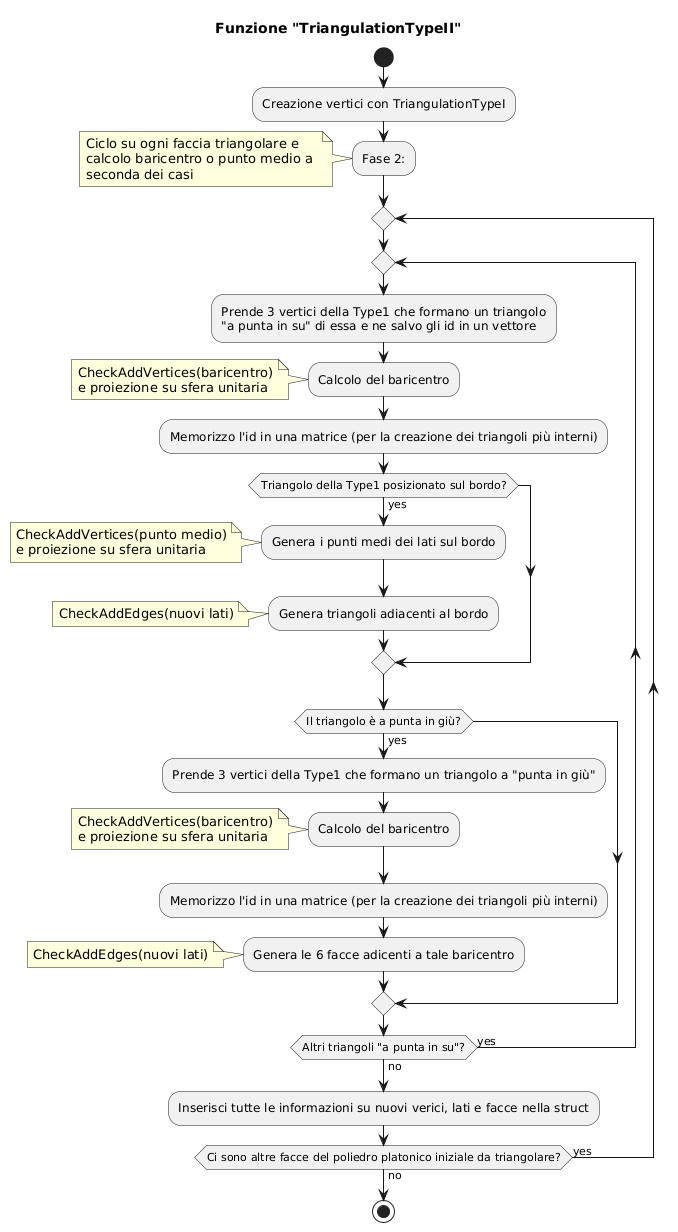 Funzione "TriangulationTypeII"
Creazione vertici con TriangulationTypeI
Ciclo su ogni faccia triangolare e
calcolo baricentro o punto medio a
seconda dei casi
Fase 2:
Prende 3 vertici della Type1 che formano un triangolo
"a punta in su" di essa e ne salvo gli id in un vettore
CheckAddVertices(baricentro)
e proiezione su sfera unitaria
Calcolo del baricentro
Memorizzo l'id in una matrice (per la creazione dei triangoli più interni)
Triangolo della Type1 posizionato sul bordo?
yes
CheckAddVertices(punto medio)
e proiezione su sfera unitaria
Genera i punti medi dei lati sul bordo
CheckAddEdges(nuovi lati)
Genera triangoli adiacenti al bordo
Il triangolo è a punta in giù?
yes
Prende 3 vertici della Type1 che formano un triangolo a "punta in giù"
CheckAddVertices(baricentro)
e proiezione su sfera unitaria
Calcolo del baricentro
Memorizzo l'id in una matrice (per la creazione dei triangoli più interni)
CheckAddEdges(nuovi lati)
Genera le 6 facce adicenti a tale baricentro
Altri triangoli "a punta in su"?
yes
no
Inserisci tutte le informazioni su nuovi verici, lati e facce nella struct
Ci sono altre facce del poliedro platonico iniziale da triangolare?
yes
no